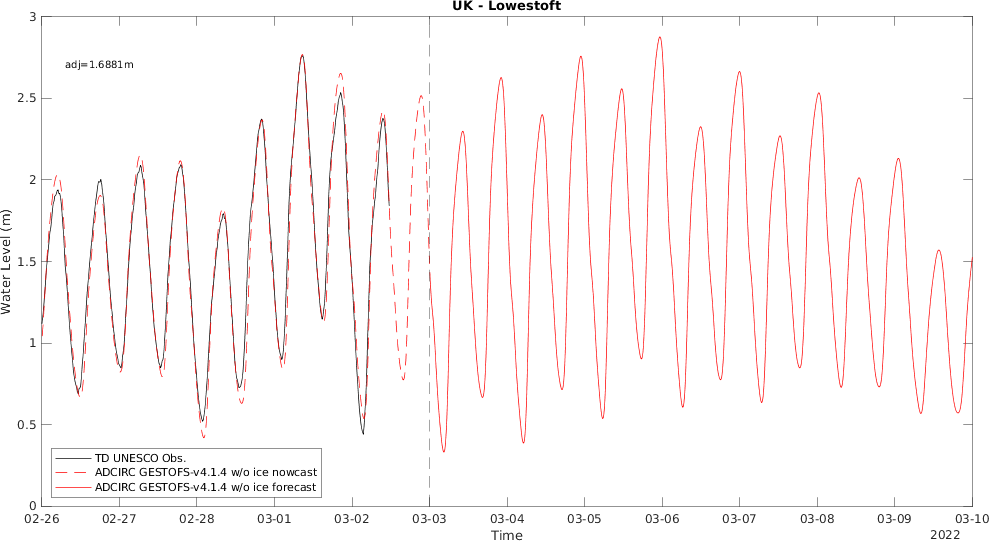 UK - Lowestoft
adj=1.6881m
3
2.5
2
1.5
1
0.5
0
Water Level (m)
TD UNESCO Obs.
ADCIRC GESTOFS-v4.1.4 w/o ice nowcast
ADCIRC GESTOFS-v4.1.4 w/o ice forecast
02-26 02-27 02-28 03-01 03-02 03-03 03-04 03-05 03-06 03-07 03-08 03-09 03-10
Time
2022